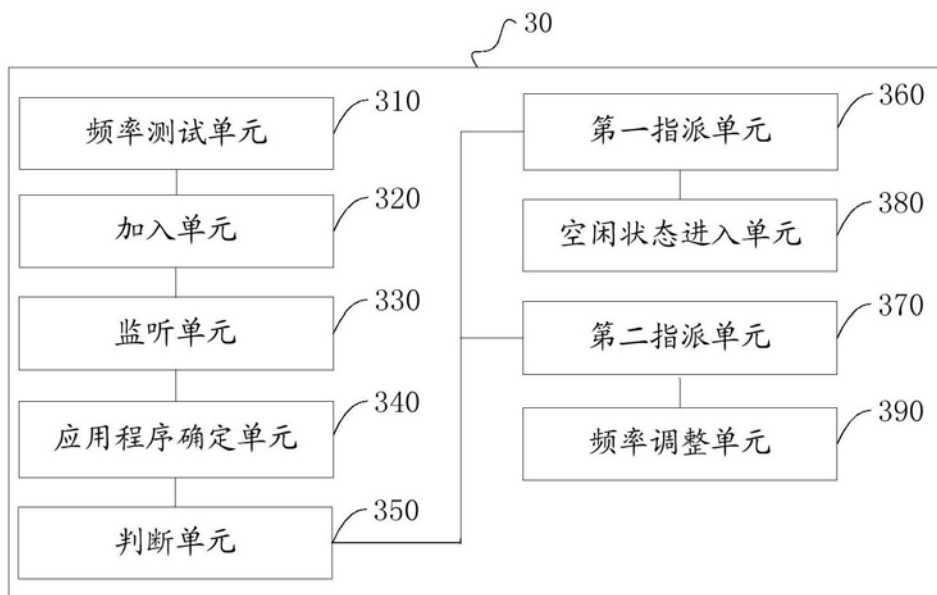 30
频率测试单元
310
加入单元
320
监听单元
330
应用程序确定单元
340
判断单元
350
第一指派单元
360
空闲状态进入单元
380
第二指派单元
370
频率调整单元
390